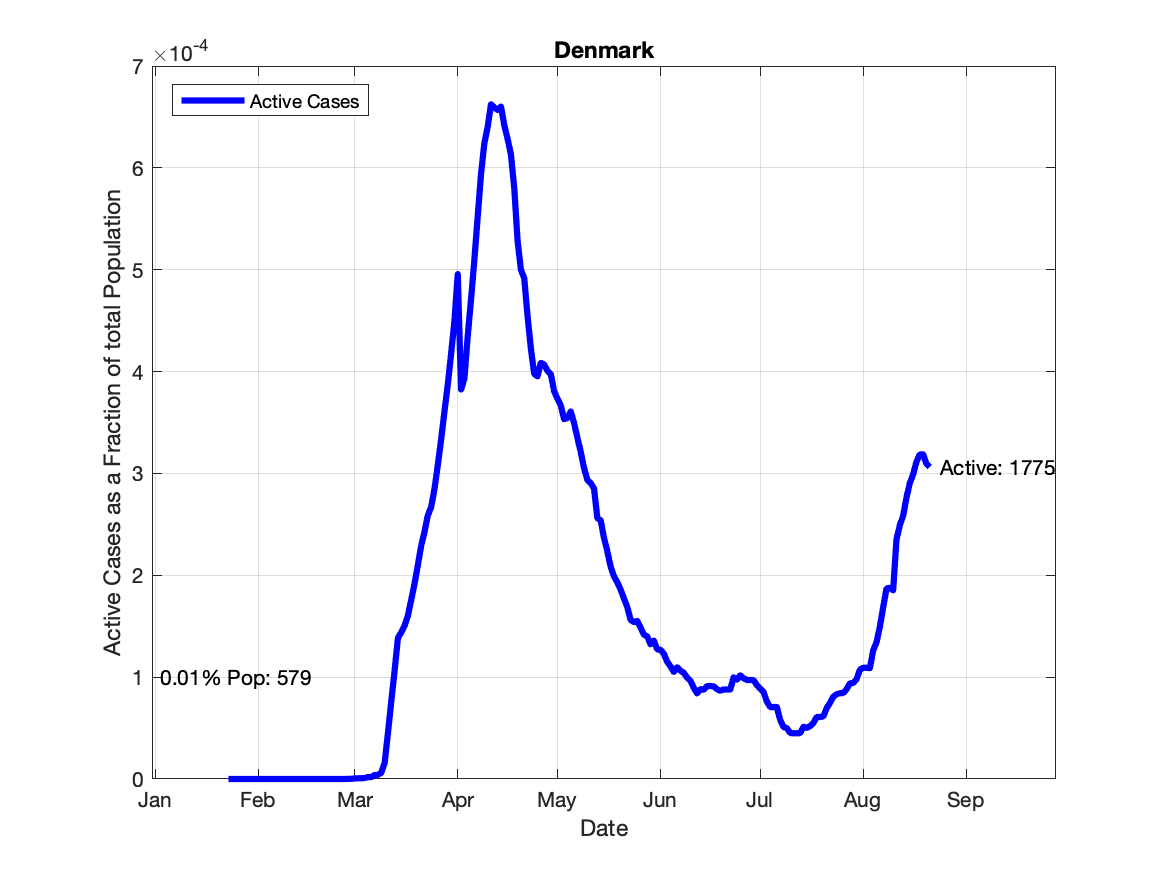 Denmark
×10-4
Active Cases
7
6
5
4
3
2
1
0
Active Cases as a Fraction of total Population
0.01% Pop: 579
Active: 1775
Jan Feb Mar Apr May Jun Jul Aug Sep
Date